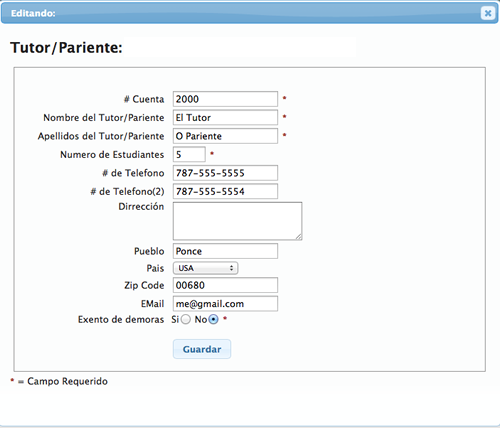 Editando:
Tutor/Pariente:
# Cuenta 2000 *
Nombre del Tutor/Pariente El Tutor *
Apellidos del Tutor/Pariente O Pariente *
Numero de Estudiantes 5 *
# de Telefono 787-555-5555
# de Telefono(2) 787-555-5554
Dirrección
Pueblo Ponce
Pais USA
Zip Code 00680
EMail me@gmail.com
Exento de demoras Si No *
Guardar
* = Campo Requerido